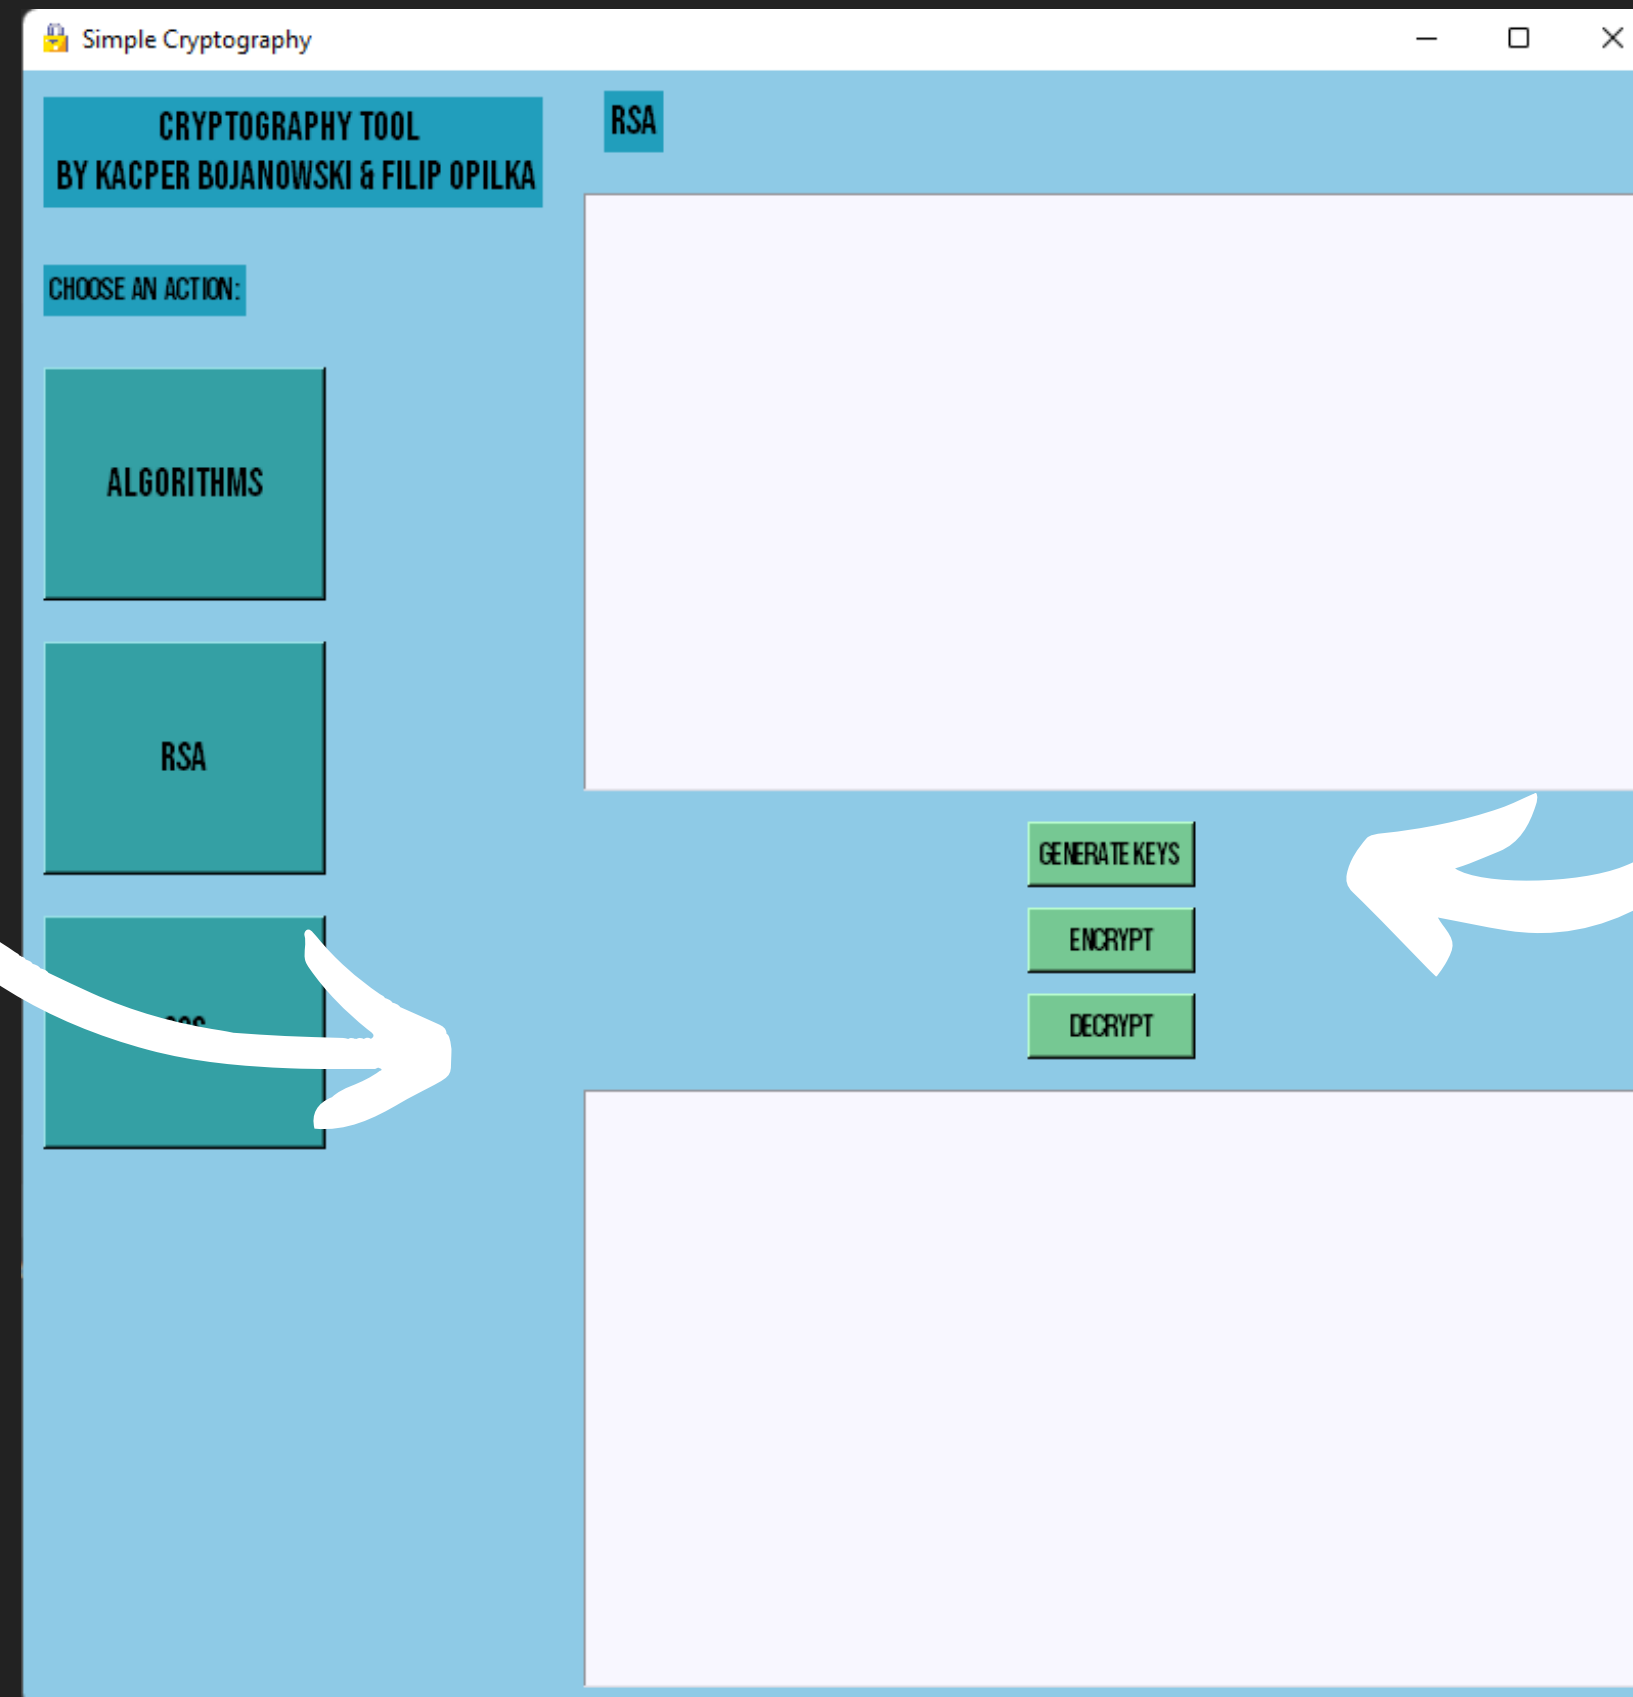 Simple Cryptography
CRYPTOGRAPHY TOOL
BY KACPER BOJANOWSKI & FILIP OPILKA
RSA
CHOOSE AN ACTION:
ALGORITHMS
RSA
GENERATE KEYS
ENCRYPT
DECRYPT